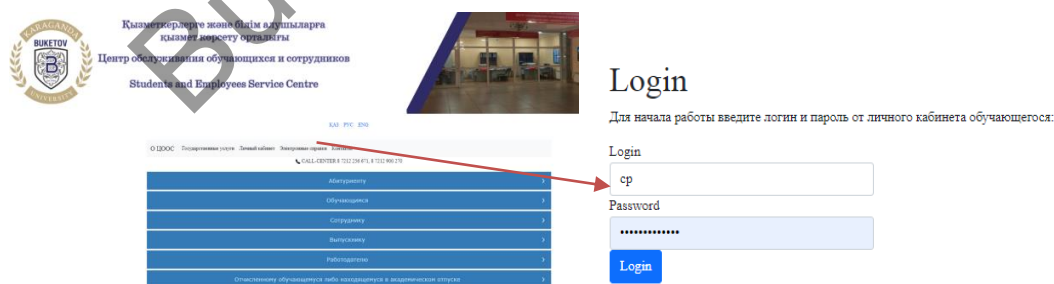 KARAGANDA
BUKETOV
UNIVERSITY
Қызметкерлерге және білім алушыларға
қызмет көрсету орталығы
Центр обслуживания обучающихся и сотрудников
Students and Employees Service Centre
ҚАЗ РУС ENG
О ЦООС Государственные услуги Личный кабинет Электронные справки Контакты
CALL-CENTER 8 7212 356 671, 8 7212 900 270
Абитуриенту
Обучающимся
Сотруднику
Выпускнику
Работодателю
Отчисленному обучающемуся либо находящемуся в академическом отпуске
Login
Для начала работы введите логин и пароль от личного кабинета обучающегося:
Login
cp
Password
Login